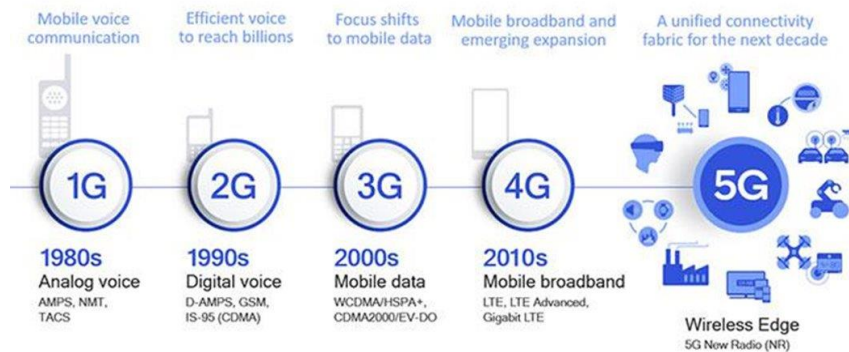 Mobile voice
communication
Efficient voice
to reach billions
Focus shifts
to mobile data
Mobile broadband and
emerging expansion
A unified connectivity
fabric for the next decade
1G
2G
3G
4G
5G
1980s
Analog voice
AMPS, NMT,
TACS
1990s
Digital voice
D-AMPS, GSM,
IS-95 (CDMA)
2000s
Mobile data
WCDMA/HSPA+,
CDMA2000/EV-DO
2010s
Mobile broadband
LTE, LTE Advanced,
Gigabit LTE
Wireless Edge
5G New Radio (NR)